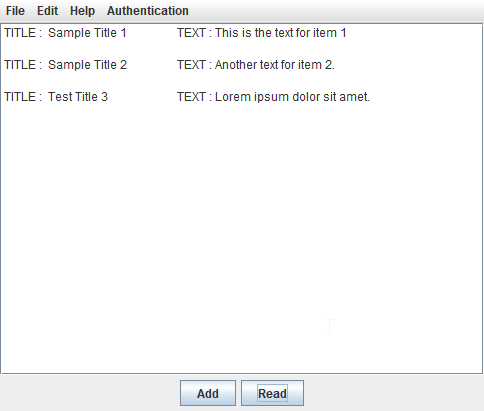 File Edit Help Authentication
TITLE : Sample Title 1 TEXT : This is the text for item 1
TITLE : Sample Title 2 TEXT : Another text for item 2.
TITLE : Test Title 3 TEXT : Lorem ipsum dolor sit amet.
Add Read